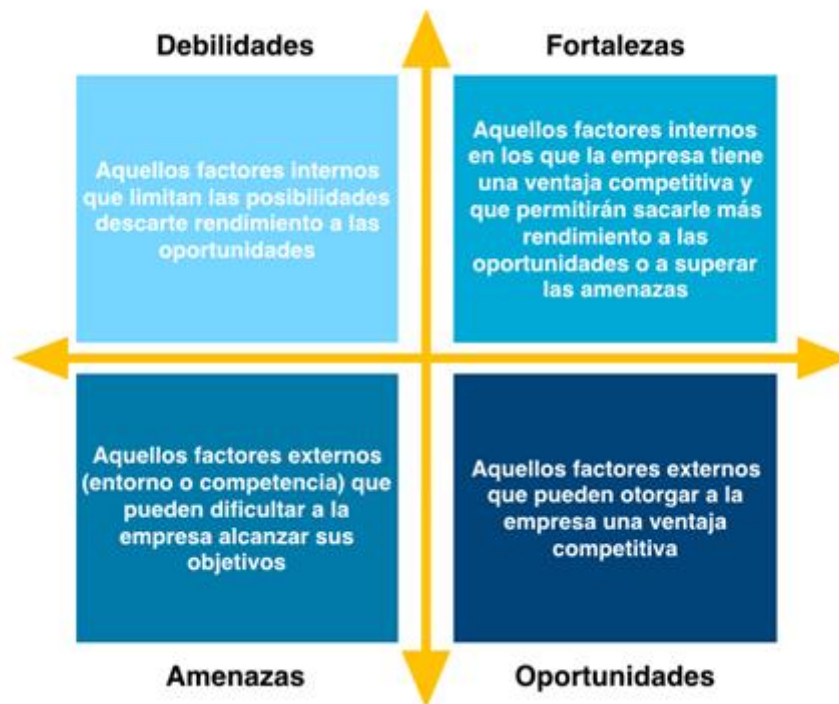 Debilidades
Aquellos factores internos
que limitan las posibilidades
descarte rendimiento a las
oportunidades
Fortalezas
Aquellos factores internos
en los que la empresa tiene
una ventaja competitiva y
que permitirán sacarle más
rendimiento a las
oportunidades o a superar
las amenazas
Aquellos factores externos
(entorno o competencia) que
pueden dificultar a la
empresa alcanzar sus
objetivos
Amenazas
Aquellos factores externos
que pueden otorgar a la
empresa una ventaja
competitiva
Oportunidades